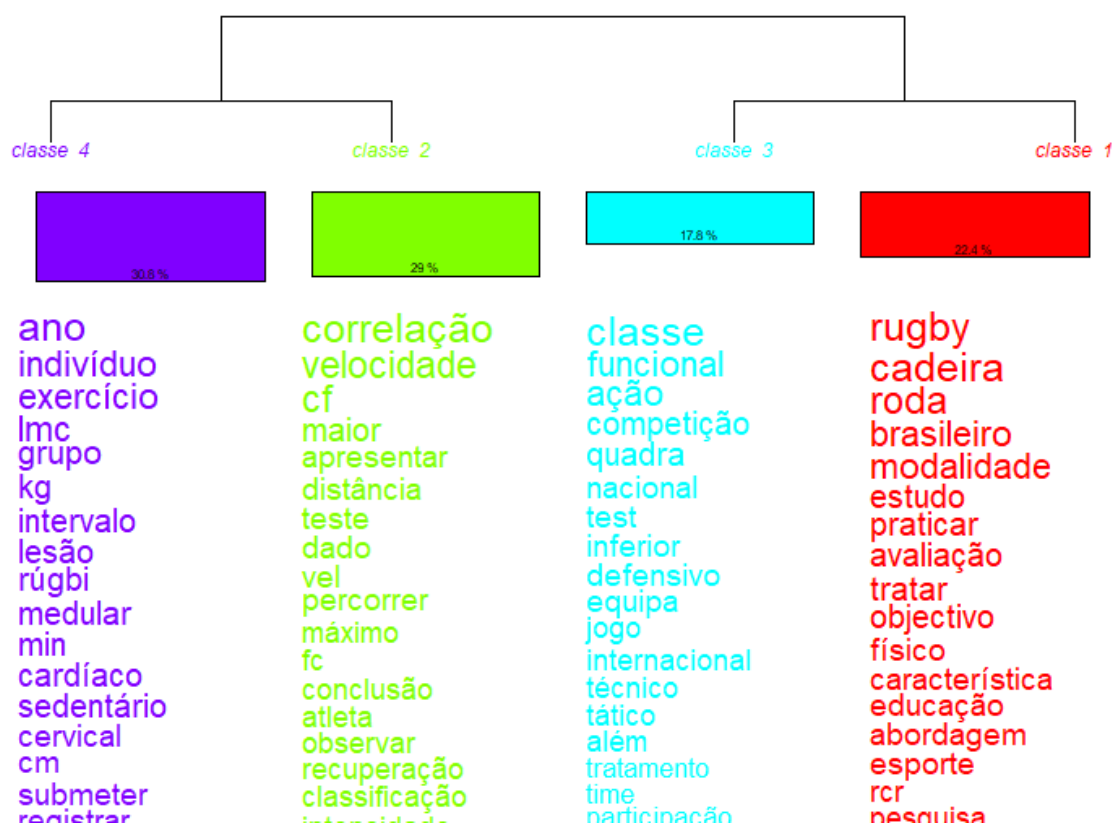 classe 4
classe 2
classe 3
classe 1
30.8 %
29 %
17.8 %
22.4 %
ano
indivíduo
exercício
lmc
grupo
kg
intervalo
lesão
rúgbi
medular
min
cardíaco
sedentário
cervical
cm
submeter
registrar
correlação
velocidade
cf
maior
apresentar
distância
teste
dado
vel
percorrer
máximo
fc
conclusão
atleta
observar
recuperação
classificação
intensidade
classe
funcional
ação
competição
quadra
nacional
test
inferior
defensivo
equipa
jogo
internacional
técnico
tático
além
tratamento
time
participação
rugby
cadeira
roda
brasileiro
modalidade
estudo
praticar
avaliação
tratar
objectivo
físico
característica
educação
abordagem
esporte
rcr
pesquisa